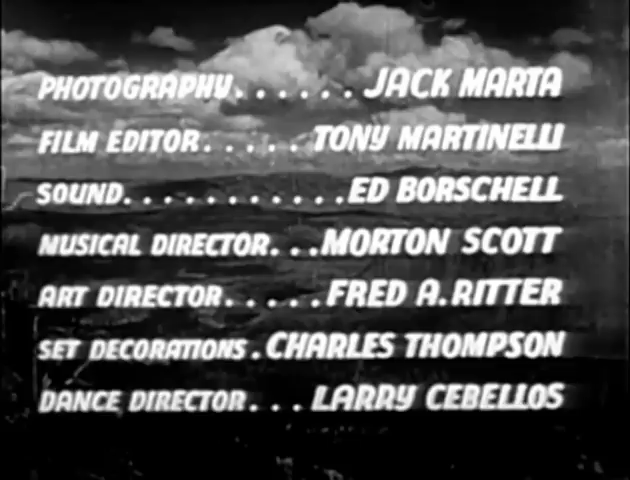 PHOTOGRAPHY......JACK MARTA
FILM EDITOR.....TONY MARTINELLI
SOUND...........ED BORSCHELL
MUSICAL DIRECTOR...MORTON SCOTT
ART DIRECTOR.....FRED A. RITTER
SET DECORATIONS.CHARLES THOMPSON
DANCE DIRECTOR...LARRY CEBELLOS